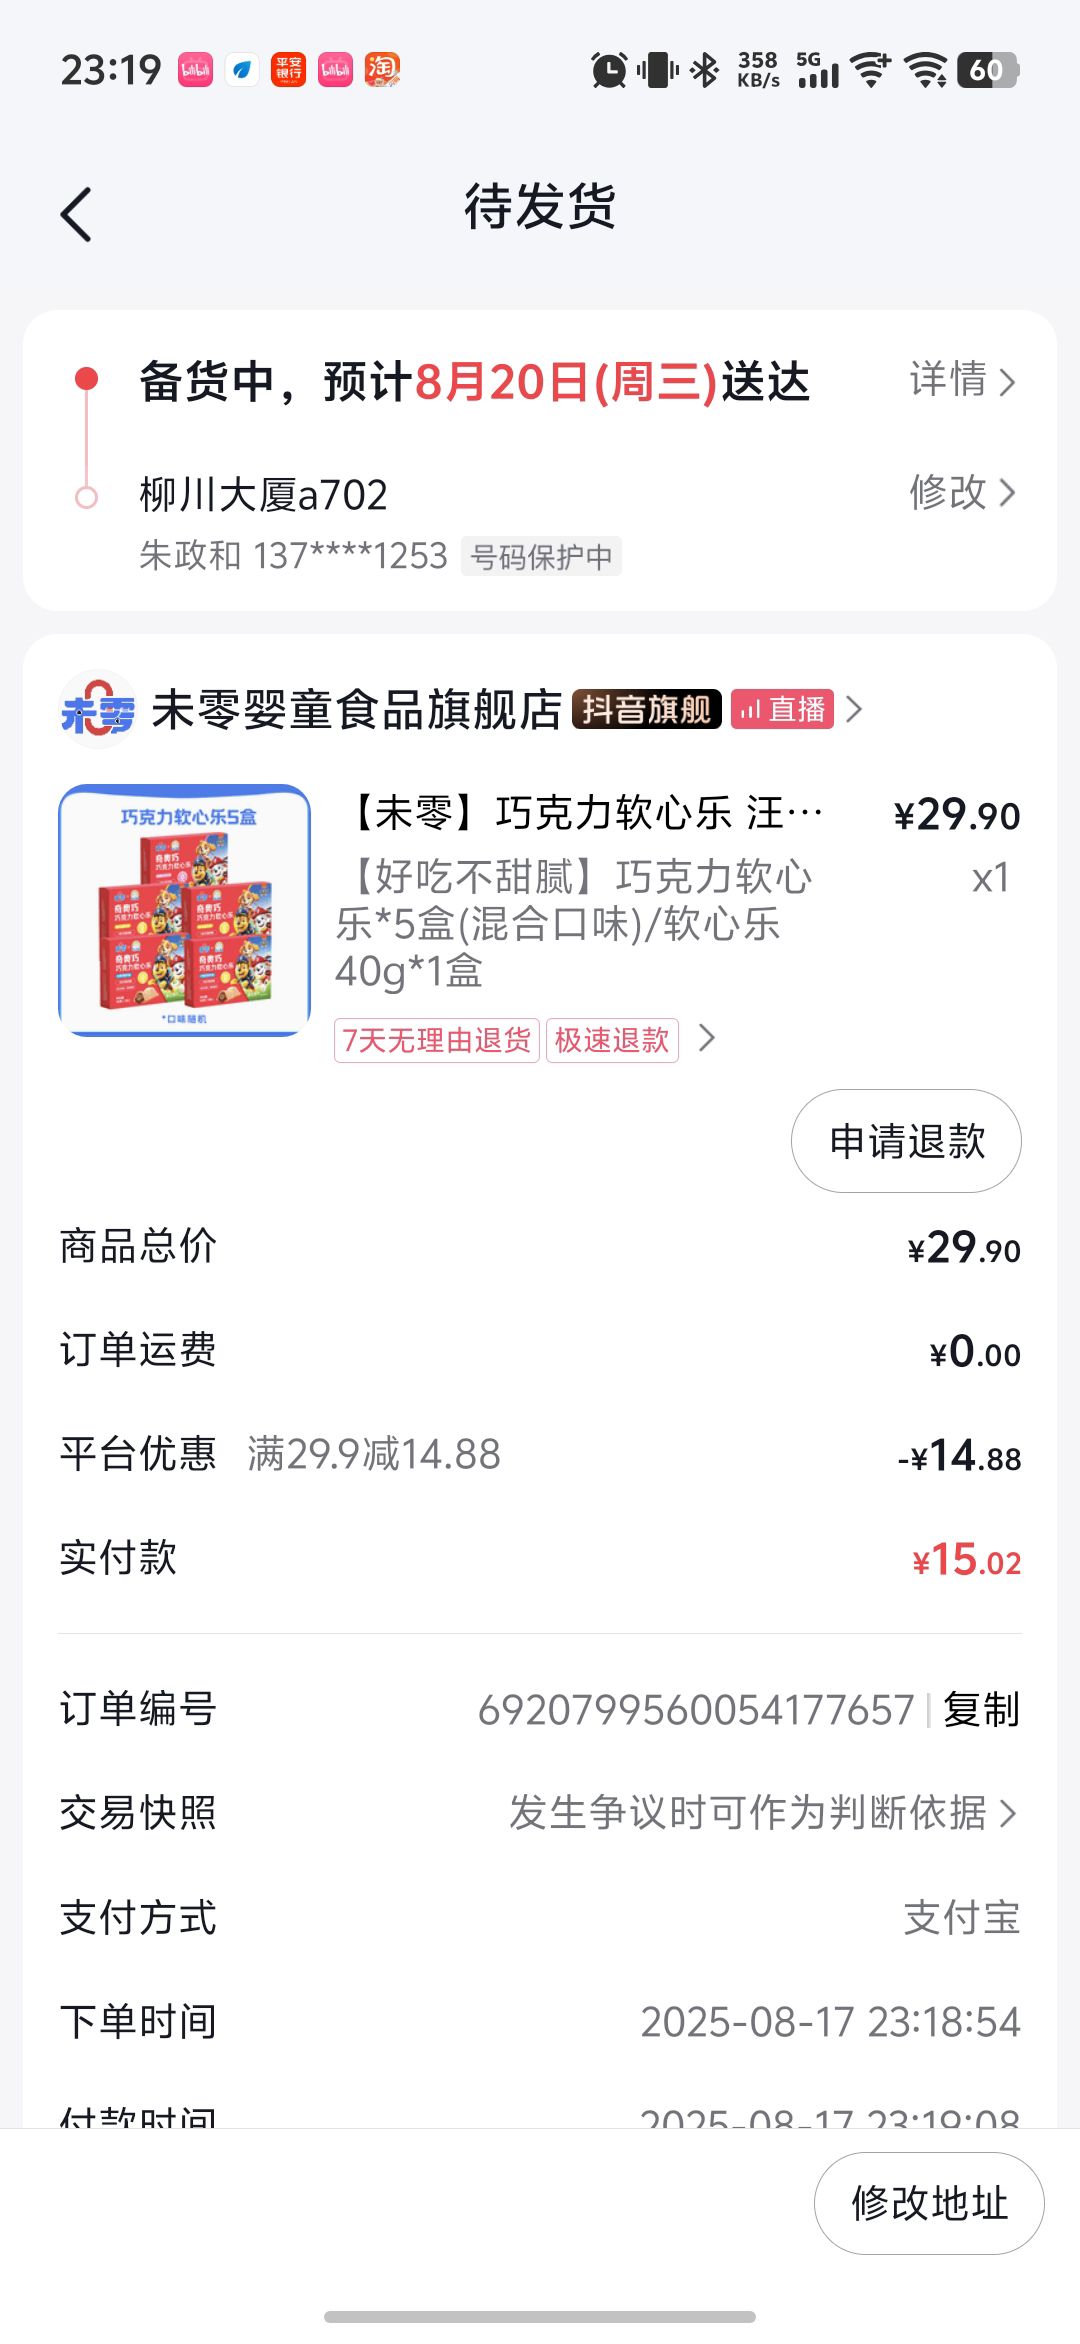 23:19
358
KB/s
5G
60
待发货
备货中，预计8月20日(周三)送达
详情
柳川大厦a702
修改
朱政和 137****1253 号码保护中
未零婴童食品旗舰店 抖音旗舰 直播
巧克力软心乐5盒
*口味随机
【未零】巧克力软心乐 汪…
¥29.90
【好吃不甜腻】巧克力软心
x1
乐*5盒(混合口味)/软心乐
40g*1盒
7天无理由退货 极速退款
申请退款
商品总价 ¥29.90
订单运费 ¥0.00
平台优惠 满29.9减14.88 -¥14.88
实付款 ¥15.02
订单编号 6920799560054177657 复制
交易快照 发生争议时可作为判断依据
支付方式 支付宝
下单时间 2025-08-17 23:18:54
付款时间 2025-08-17 23:19:08
修改地址